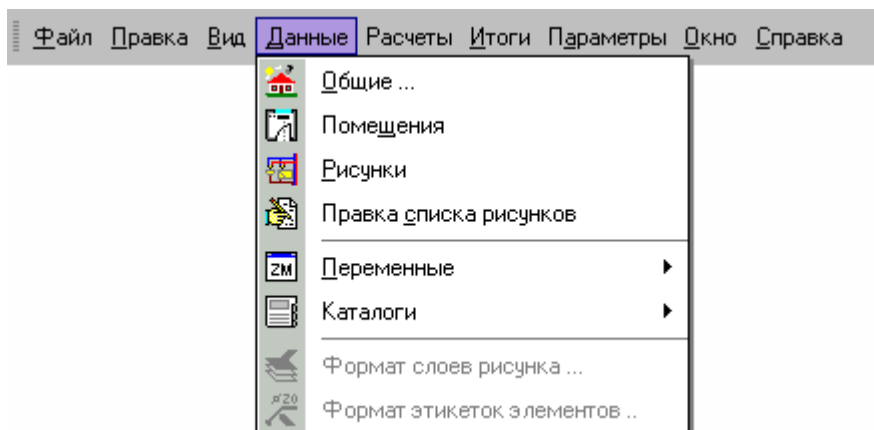 Файл Правка Вид Данные Расчеты Итоги Параметры Окно Справка
Общие ...
Помещения
Рисунки
Правка списка рисунков
ZM Переменные
Каталоги
Формат слоев рисунка ...
Формат этикеток элементов ..